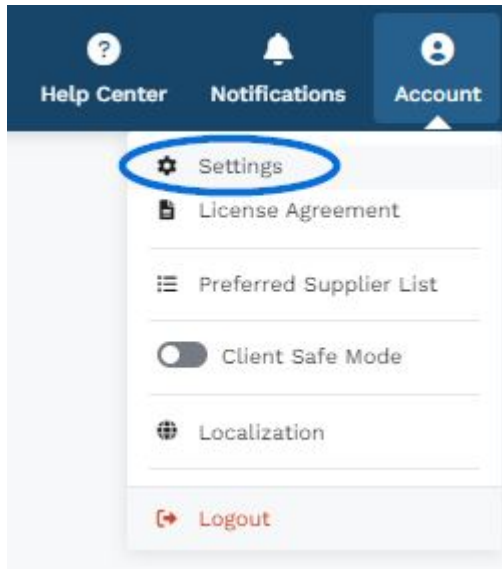 Help Center Notifications Account
Settings
License Agreement
Preferred Supplier List
Client Safe Mode
Localization
Logout